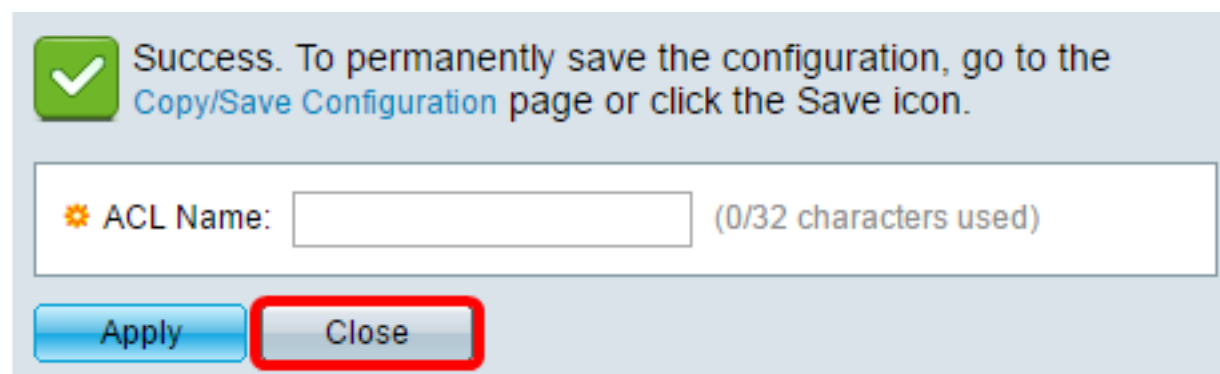 Success. To permanently save the configuration, go to the
Copy/Save Configuration page or click the Save icon.
ACL Name: (0/32 characters used)
Apply Close